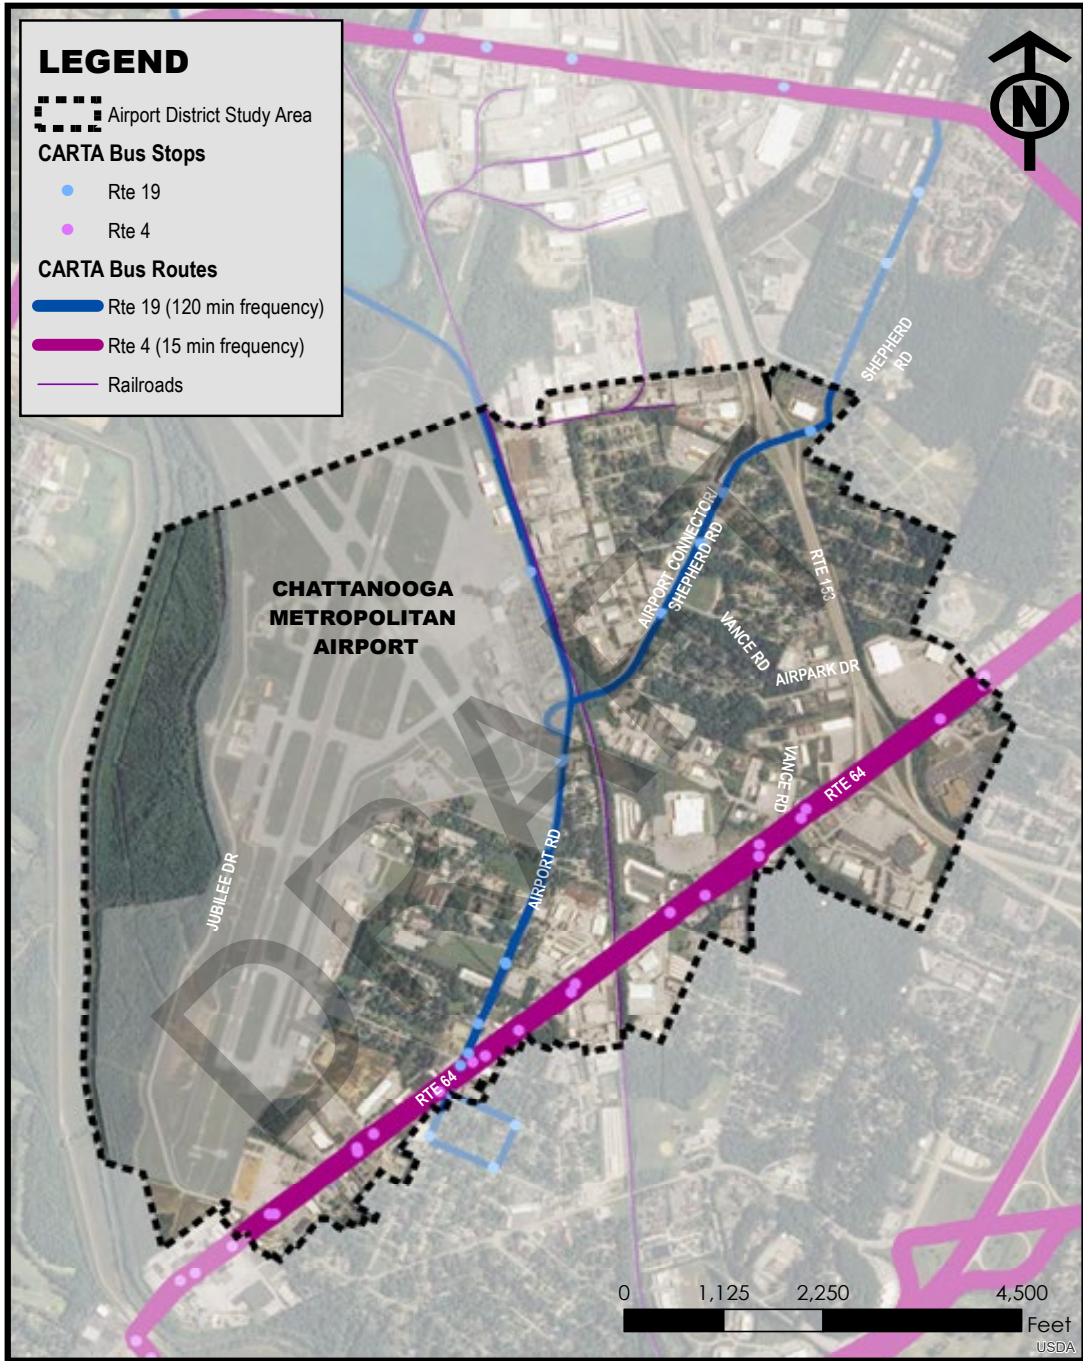 LEGEND
Airport District Study Area
CARTA Bus Stops
Rte 19
Rte 4
CARTA Bus Routes
Rte 19 (120 min frequency)
Rte 4 (15 min frequency)
Railroads
N
SHEPHERD
RD
CHATTANOOGA
METROPOLITAN
AIRPORT
AIRPORT CONNECTOR/
SHEPHERD RD
RTE 153
VANCE RD
AIRPARK DR
VANCE RD
RTE 64
AIRPORT RD
JUBILEE DR
RTE 64
DRAFT
0 1,125 2,250 4,500
Feet
USDA